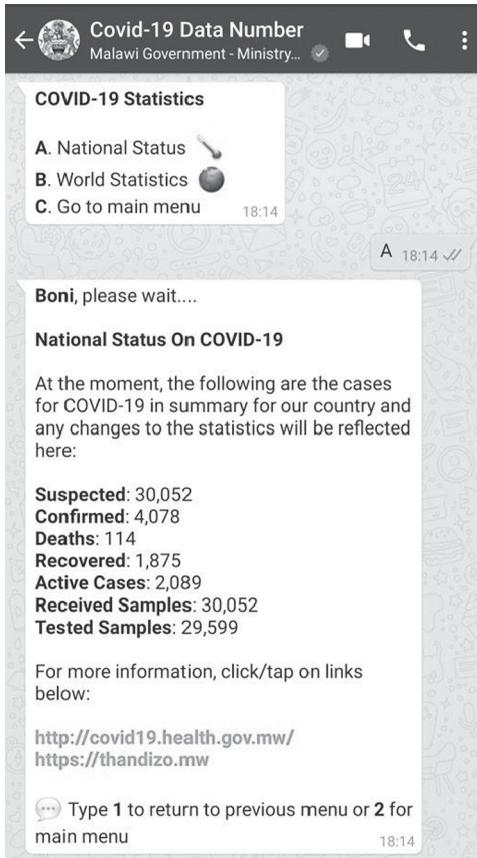 Covid-19 Data Number
Malawi Government - Ministry...
COVID-19 Statistics
A. National Status
B. World Statistics
C. Go to main menu
18:14
A 18:14
Boni, please wait....
National Status On COVID-19
At the moment, the following are the cases
for COVID-19 in summary for our country and
any changes to the statistics will be reflected
here:
Suspected: 30,052
Confirmed: 4,078
Deaths: 114
Recovered: 1,875
Active Cases: 2,089
Received Samples: 30,052
Tested Samples: 29,599
For more information, click/tap on links
below:
http://covid19.health.gov.mw/
https://thandizo.mw
Type 1 to return to previous menu or 2 for
main menu
18:14